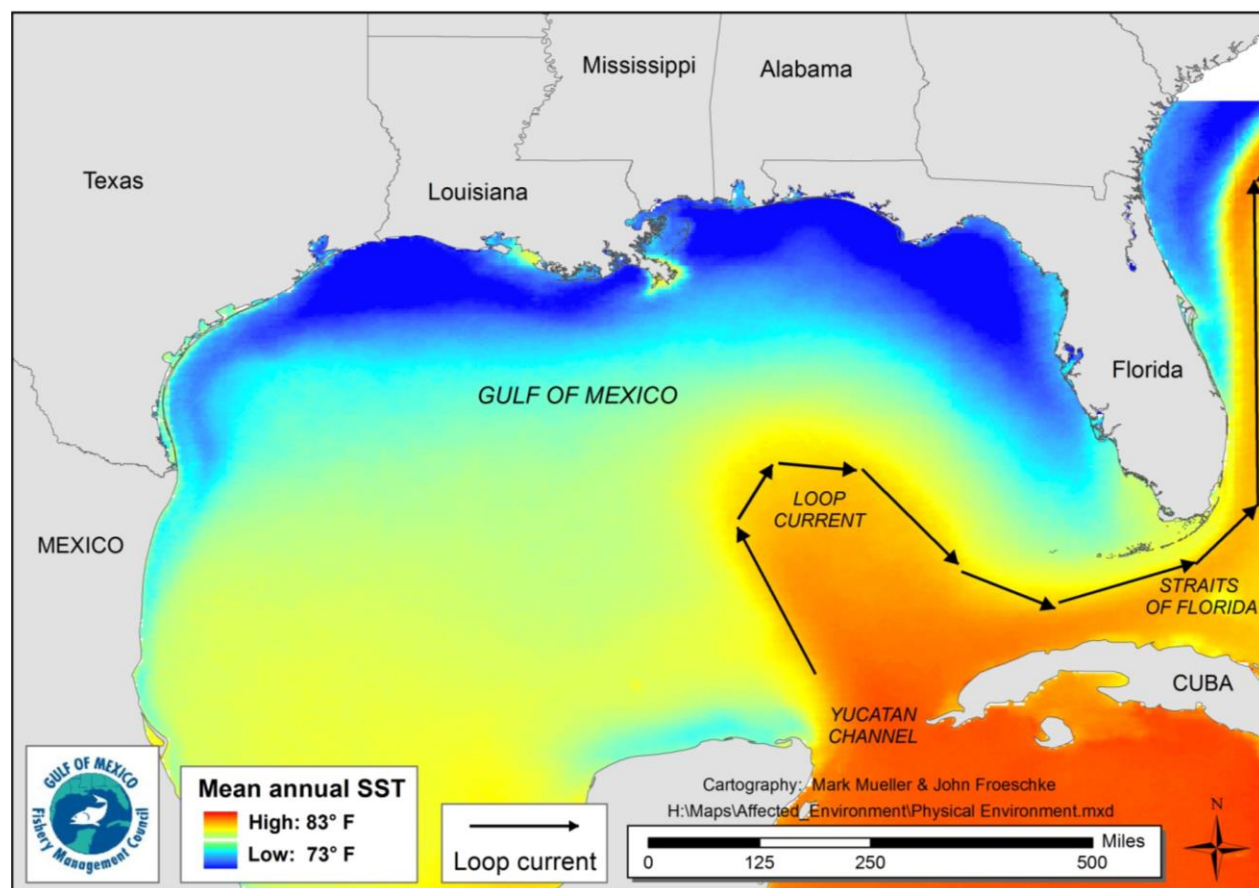 Mississippi
Alabama
Texas
Louisiana
GULF OF MEXICO
Florida
LOOP
CURRENT
MEXICO
STRAITS
OF FLORIDA
CUBA
YUCATAN
CHANNEL
GULF OF MEXICO
Fishery Management Council
Mean annual SST
High: 83° F
Low: 73° F
Loop current
Cartography: Mark Mueller & John Froeschke
H:\Maps\Affected_Environment\Physical Environment.mxd
Miles
0 125 250 500
N